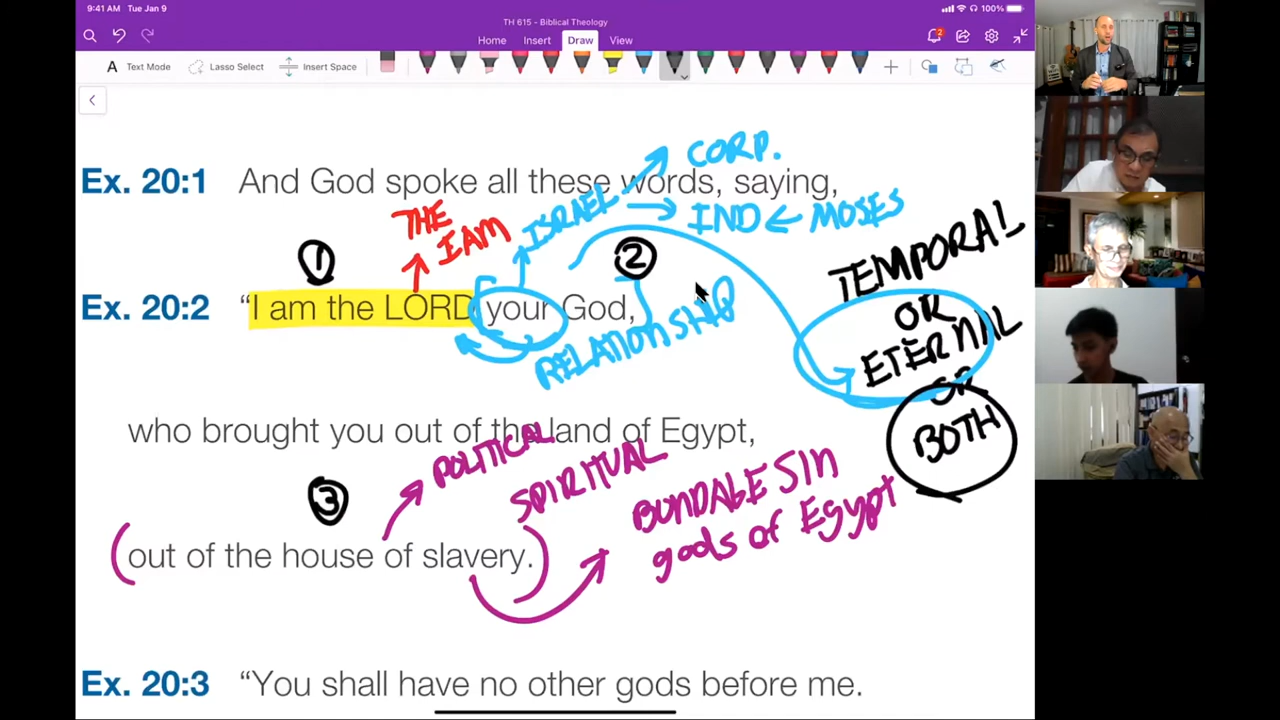 9:41 AM Tue Jan 9
100%
TH 615 - Biblical Theology
Home Insert Draw View
2
A Text Mode Lasso Select Insert Space
CORP.
Ex. 20:1 And God spoke all these words, saying,
THE
I AM
ISRAEL
IND ← MOSES
1
2
TEMPORAL
OR
ETERNAL
OR
BOTH
Ex. 20:2 “I am the LORD your God,
RELATIONSHIP
who brought you out of the land of Egypt,
POLITICAL
SPIRITUAL
3
BUNDAGE SIN
gods of Egypt
(out of the house of slavery.)
Ex. 20:3 “You shall have no other gods before me.